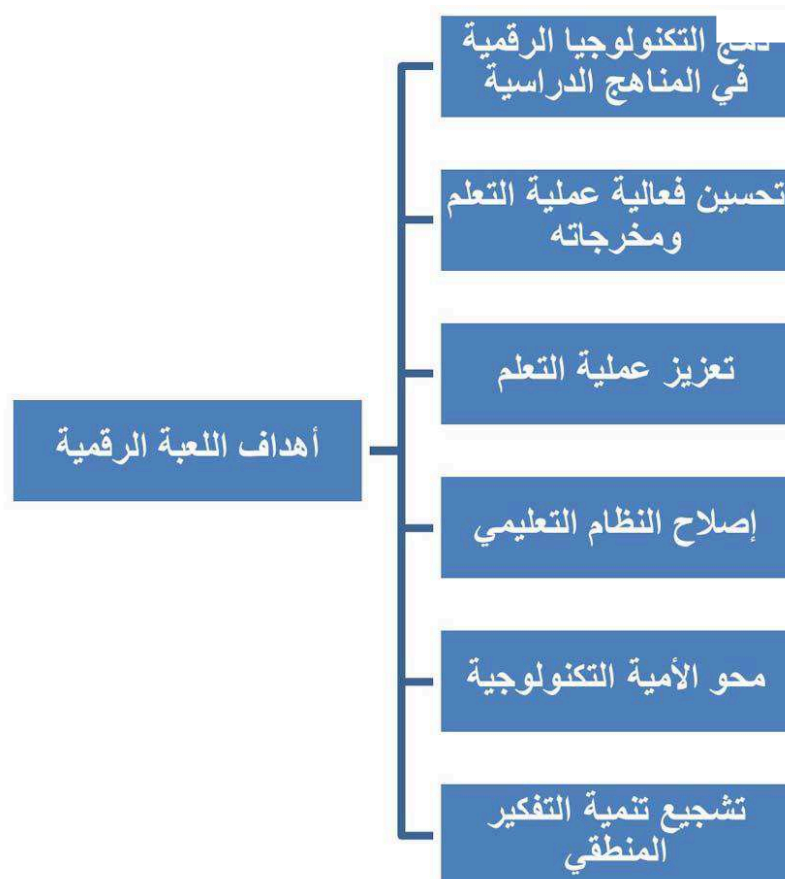 دمج التكنولوجيا الرقمية
في المناهج الدراسية
تحسين فعالية عملية التعلم
ومخرجاته
تعزيز عملية التعلم
أهداف اللعبة الرقمية
إصلاح النظام التعليمي
محو الأمية التكنولوجية
تشجيع تنمية التفكير
المنطقي